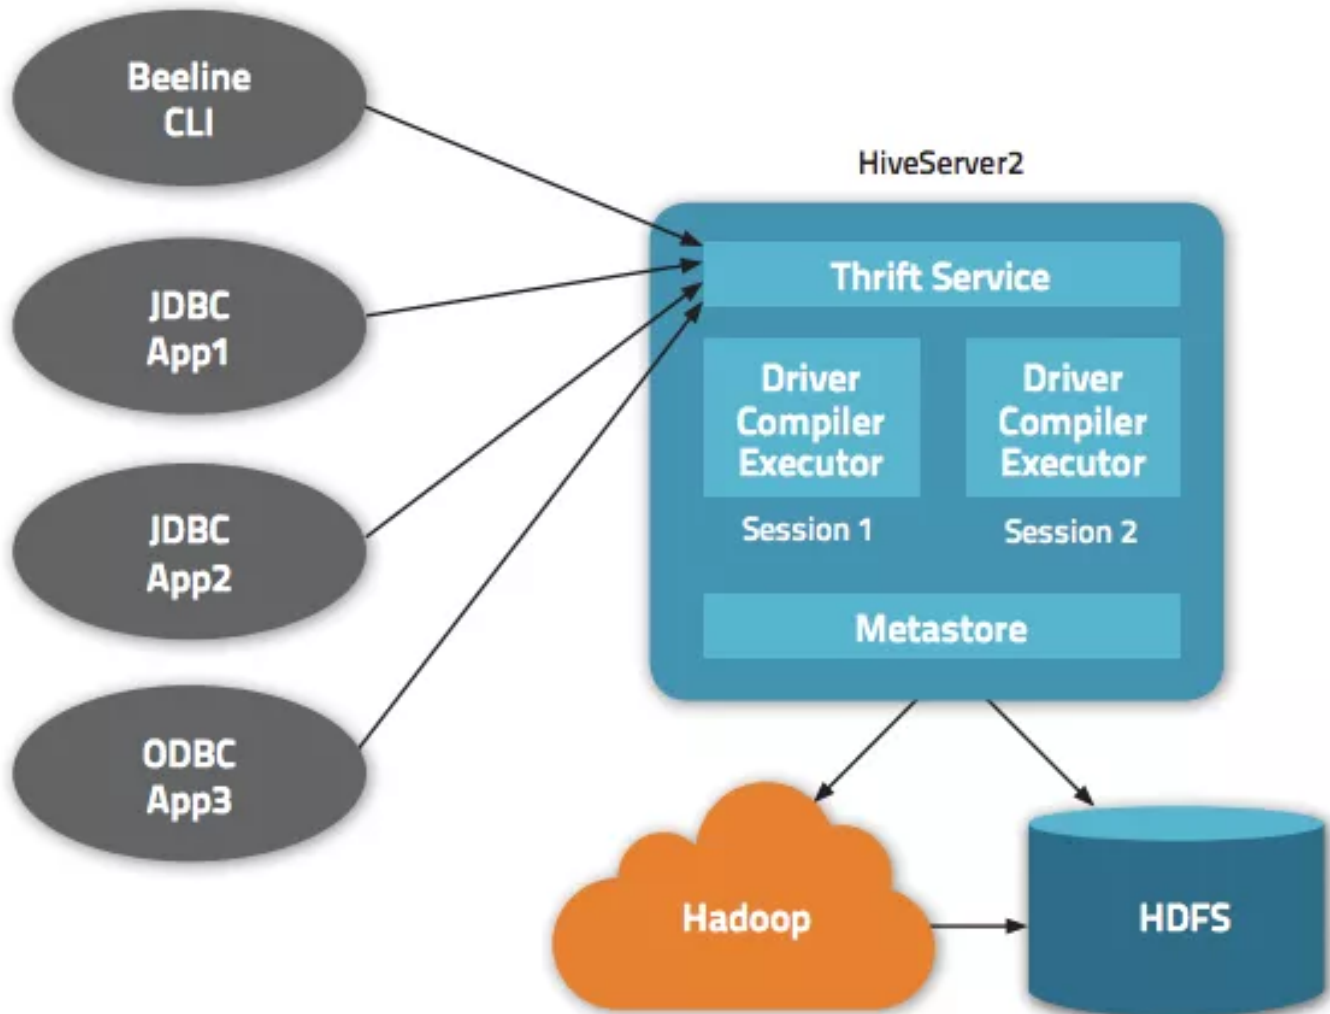 Beeline
CLI
JDBC
App1
JDBC
App2
ODBC
App3
HiveServer2
Thrift Service
Driver
Compiler
Executor
Session 1
Driver
Compiler
Executor
Session 2
Metastore
Hadoop
HDFS